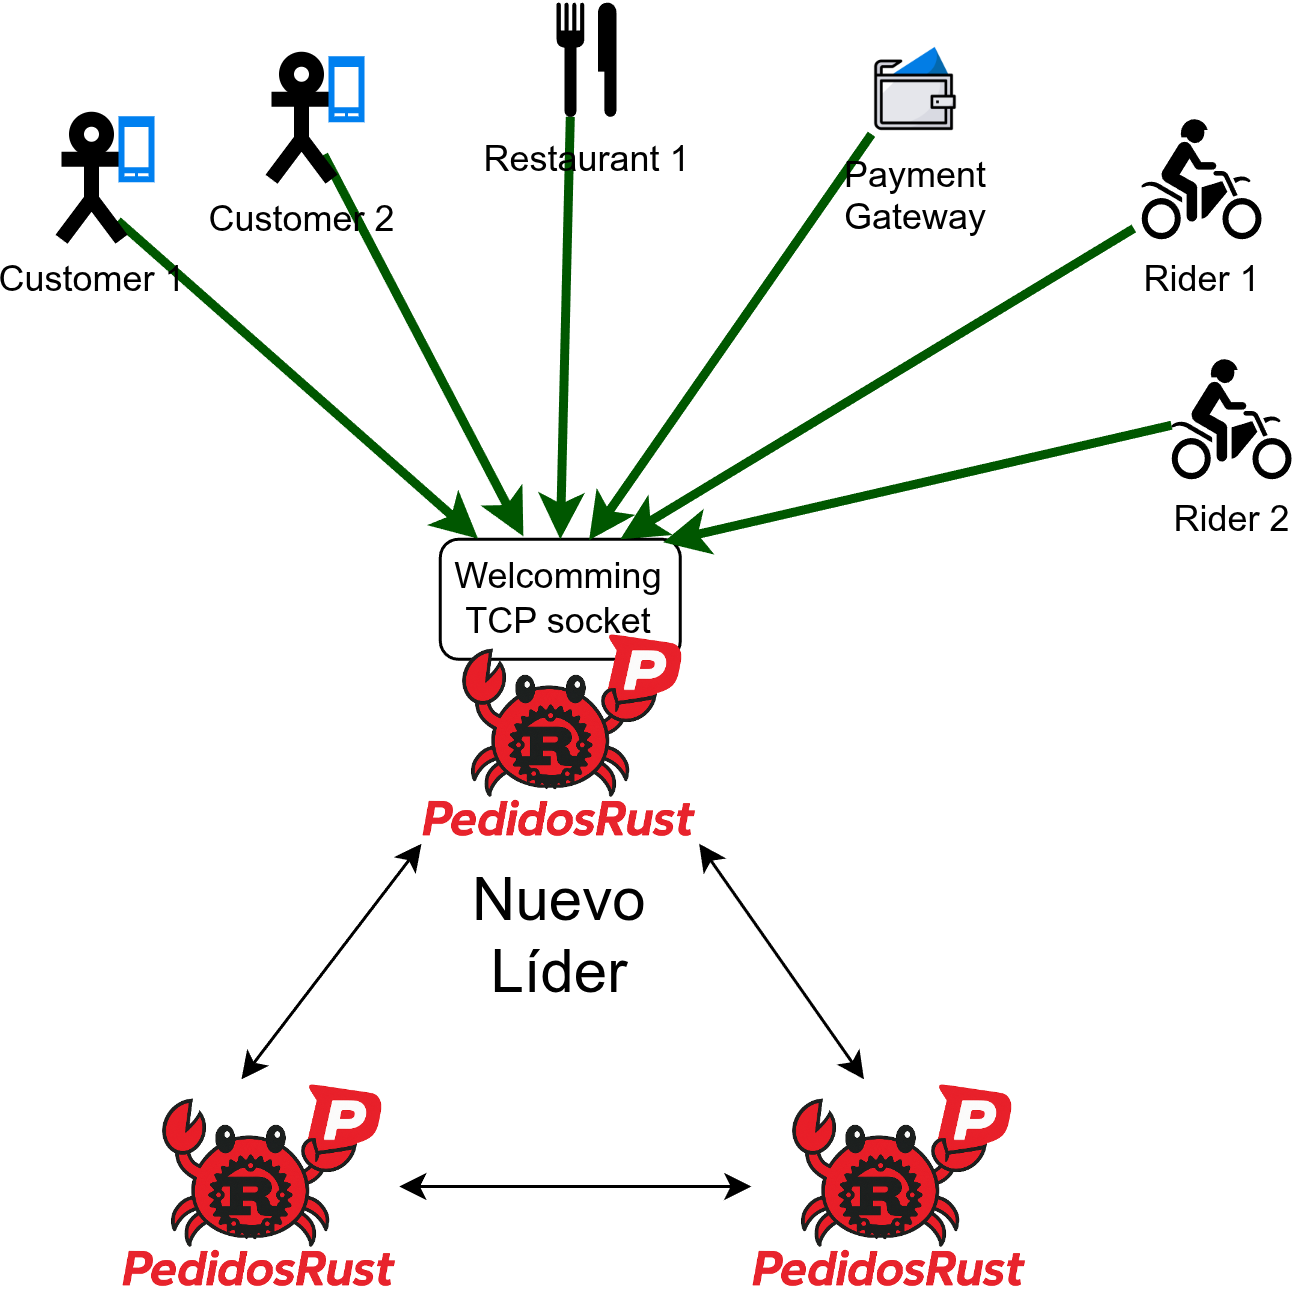 Restaurant 1
Payment
Gateway
Customer 2
Customer 1
Rider 1
Rider 2
Welcomming
TCP socket
P
R
PedidosRust
Nuevo
Líder
P
R
PedidosRust
P
R
PedidosRust